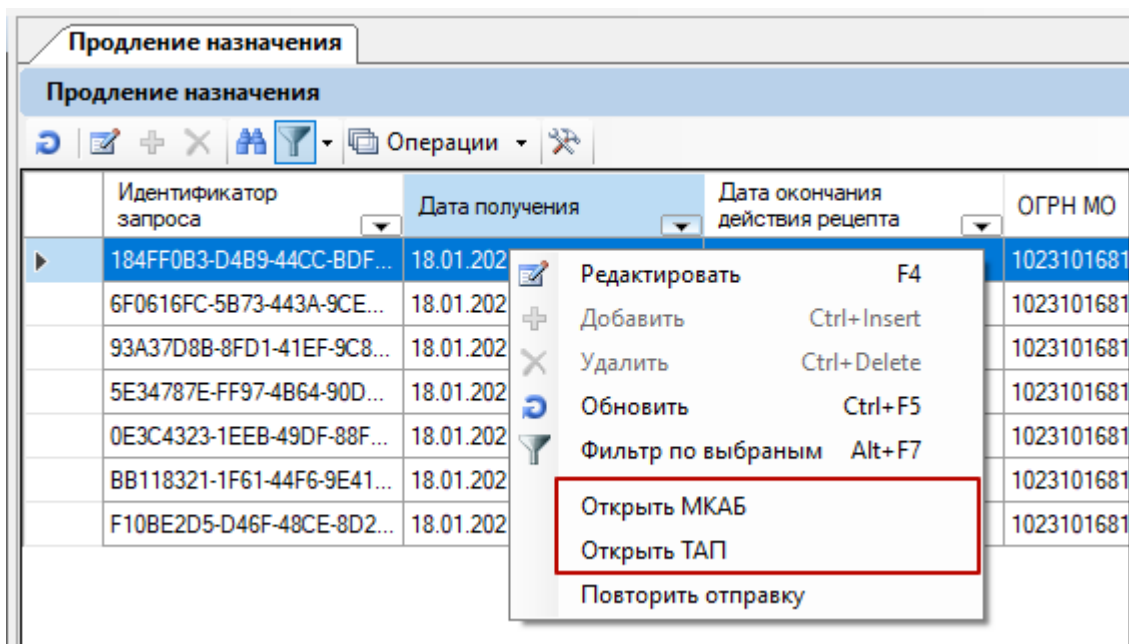 Продление назначения
Продление назначения
Операции
Идентификатор запроса Дата получения Дата окончания действия рецепта ОГРН МО
184FF0B3-D4B9-44CC-BDF... 18.01.202 1023101681
6F0616FC-5B73-443A-9CE... 18.01.202 1023101681
93A37D8B-8FD1-41EF-9C8... 18.01.202 1023101681
5E34787E-FF97-4B64-90D... 18.01.202 1023101681
0E3C4323-1EEB-49DF-88F... 18.01.202 1023101681
BB118321-1F61-44F6-9E41... 18.01.202 1023101681
F10BE2D5-D46F-48CE-8D2... 18.01.202 1023101681
Редактировать F4
Добавить Ctrl+Insert
Удалить Ctrl+Delete
Обновить Ctrl+F5
Фильтр по выбраным Alt+F7
Открыть МКАБ
Открыть ТАП
Повторить отправку